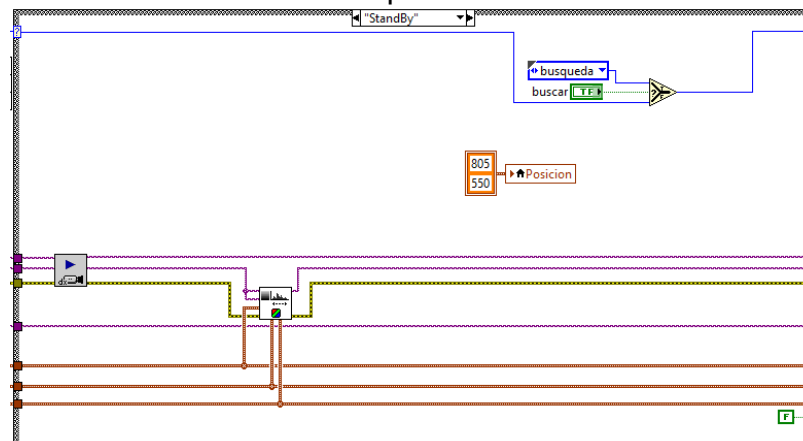 "StandBy"
?
busqueda
buscar TF
? T F
805
550
Posicion
F